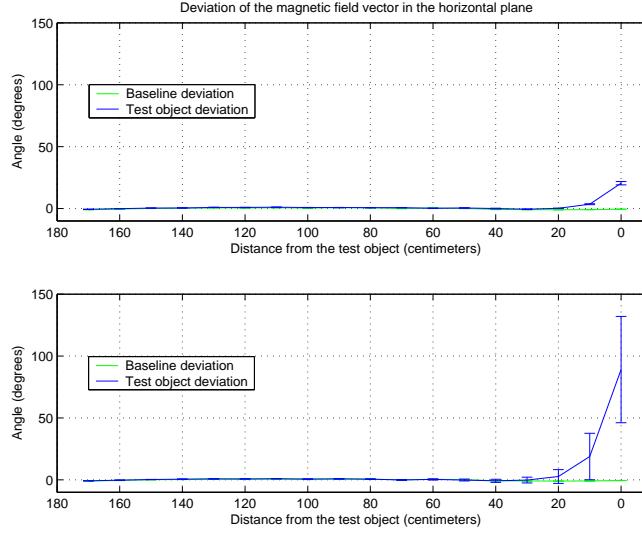 Deviation of the magnetic field vector in the horizontal plane
150
100
50
0
Angle (degrees)
Baseline deviation
Test object deviation
180 160 140 120 100 80 60 40 20 0
Distance from the test object (centimeters)
150
100
50
0
Angle (degrees)
Baseline deviation
Test object deviation
180 160 140 120 100 80 60 40 20 0
Distance from the test object (centimeters)